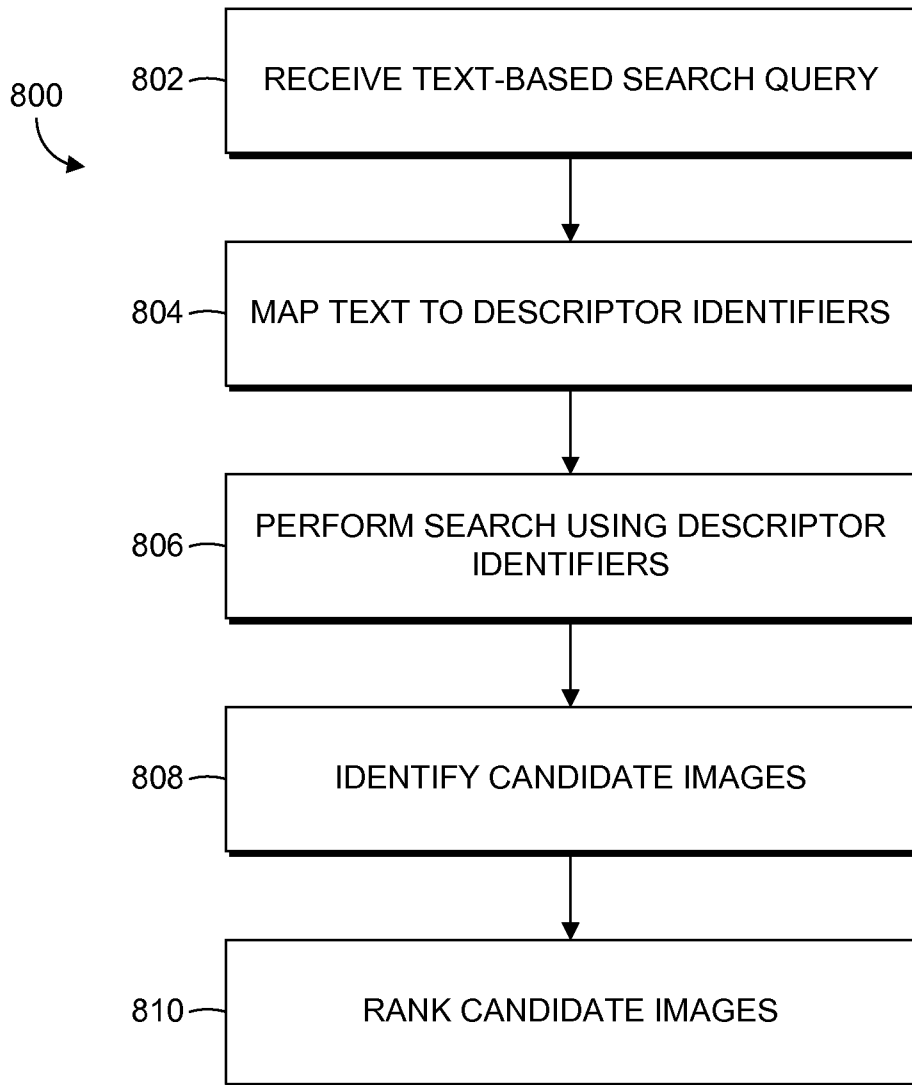 800
802
RECEIVE TEXT-BASED SEARCH QUERY
804
MAP TEXT TO DESCRIPTOR IDENTIFIERS
806
PERFORM SEARCH USING DESCRIPTOR
IDENTIFIERS
808
IDENTIFY CANDIDATE IMAGES
810
RANK CANDIDATE IMAGES